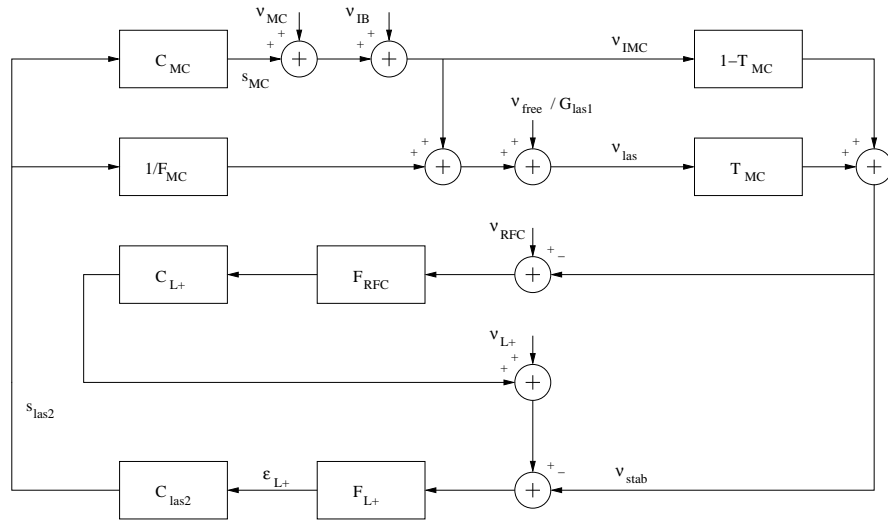 ν_MC ν_IB
+ +
C_MC s_MC + + ν_IMC 1−T_MC
ν_free / G_las1
+ + +
1/F_MC + + + ν_las T_MC + +
ν_RFC
+ −
C_L+ F_RFC +
ν_L+
+
+ +
s_las2
+ −
C_las2 ε_L+ F_L+ + ν_stab